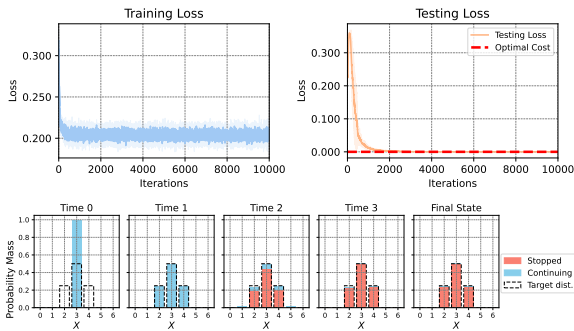 Training Loss
Loss
0.300
0.250
0.200
0 2000 4000 6000 8000 10000
Iterations
Testing Loss
Loss
0.300
0.200
0.100
0.000
Testing Loss
Optimal Cost
0 2000 4000 6000 8000 10000
Iterations
Probability Mass
1.0
0.8
0.6
0.4
0.2
0.0
Time 0
0 1 2 3 4 5 6
X
Time 1
0 1 2 3 4 5 6
X
Time 2
0 1 2 3 4 5 6
X
Time 3
0 1 2 3 4 5 6
X
Final State
0 1 2 3 4 5 6
X
Stopped
Continuing
Target dist.